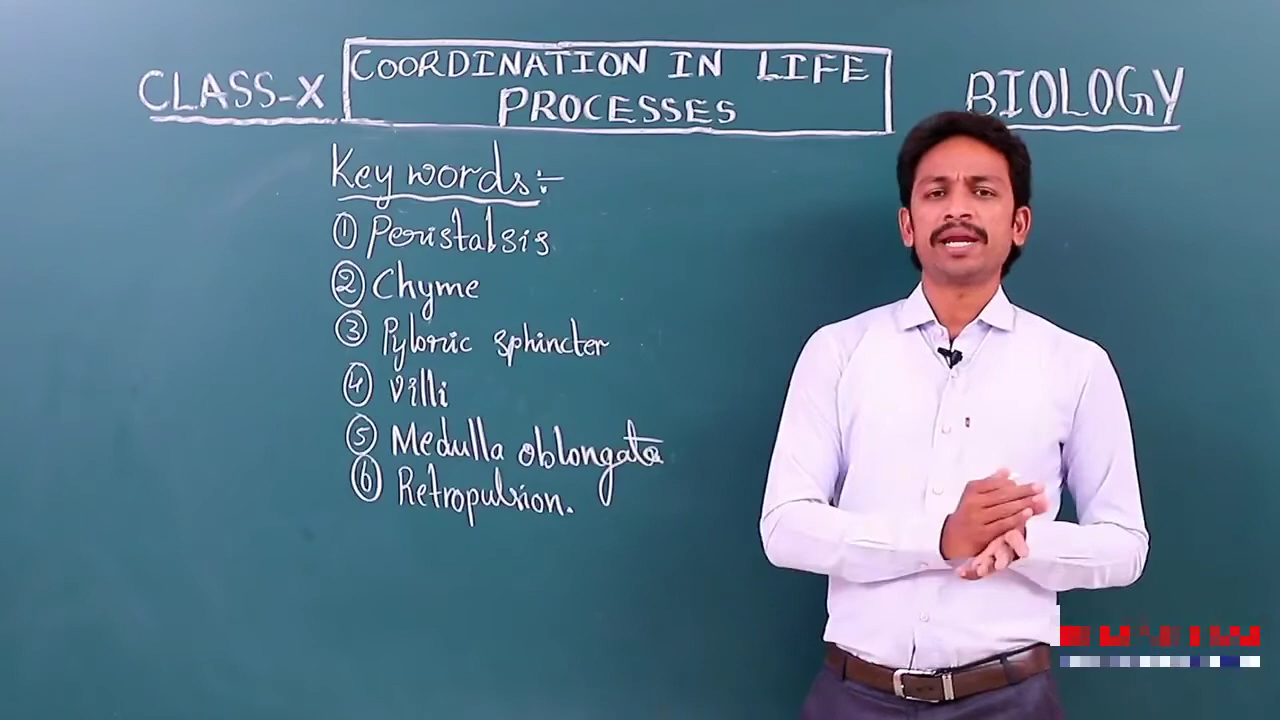 CLASS-X
COORDINATION IN LIFE
PROCESSES
BIOLOGY
Key words:-
① Peristalsis
② Chyme
③ Pyloric sphincter
④ Villi
⑤ Medulla oblongata
⑥ Retropulsion.